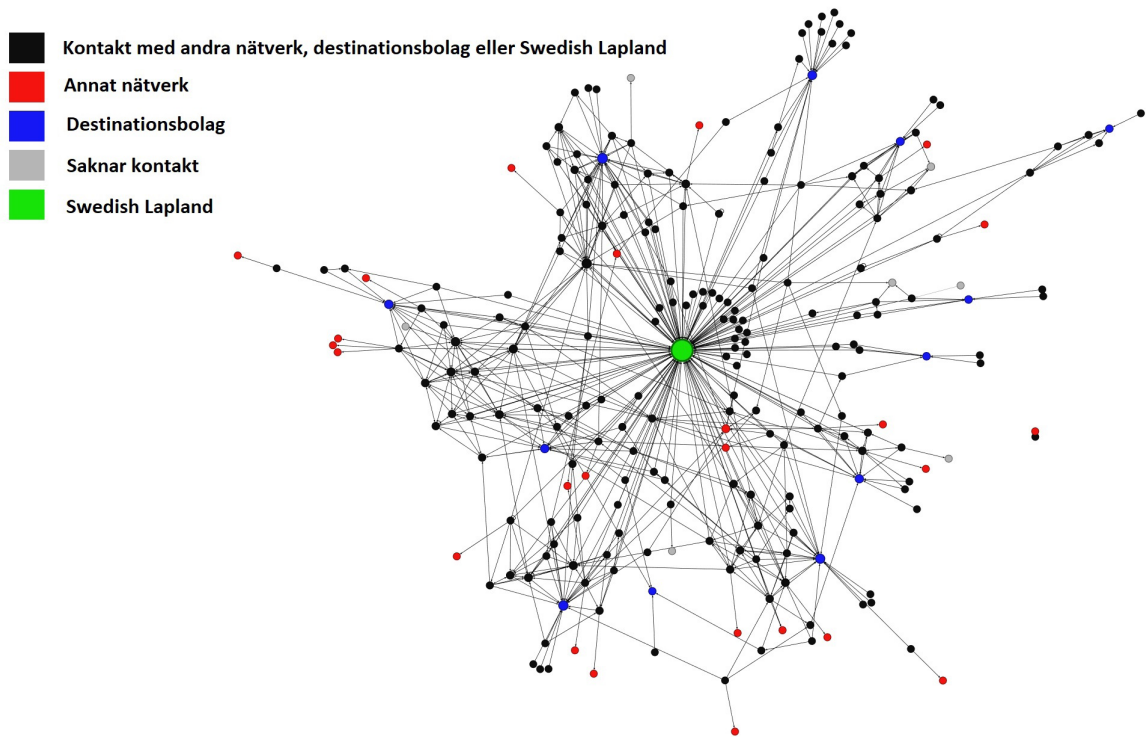 Kontakt med andra nätverk, destinationsbolag eller Swedish Lapland
Annat nätverk
Destinationsbolag
Saknar kontakt
Swedish Lapland